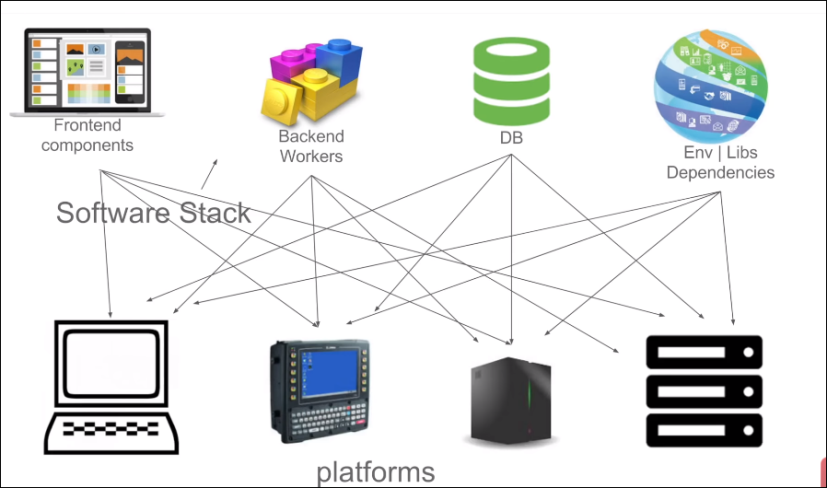 Frontend
components
Backend
Workers
DB
Env | Libs
Dependencies
Software Stack
platforms